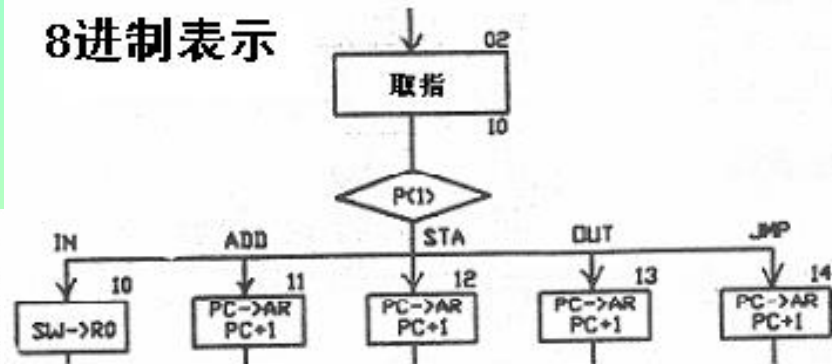 8进制表示
02
取指
10
P(1)
IN ADD STA OUT JMP
10 11 12 13 14
SW->R0
PC->AR
PC+1
PC->AR
PC+1
PC->AR
PC+1
PC->AR
PC+1